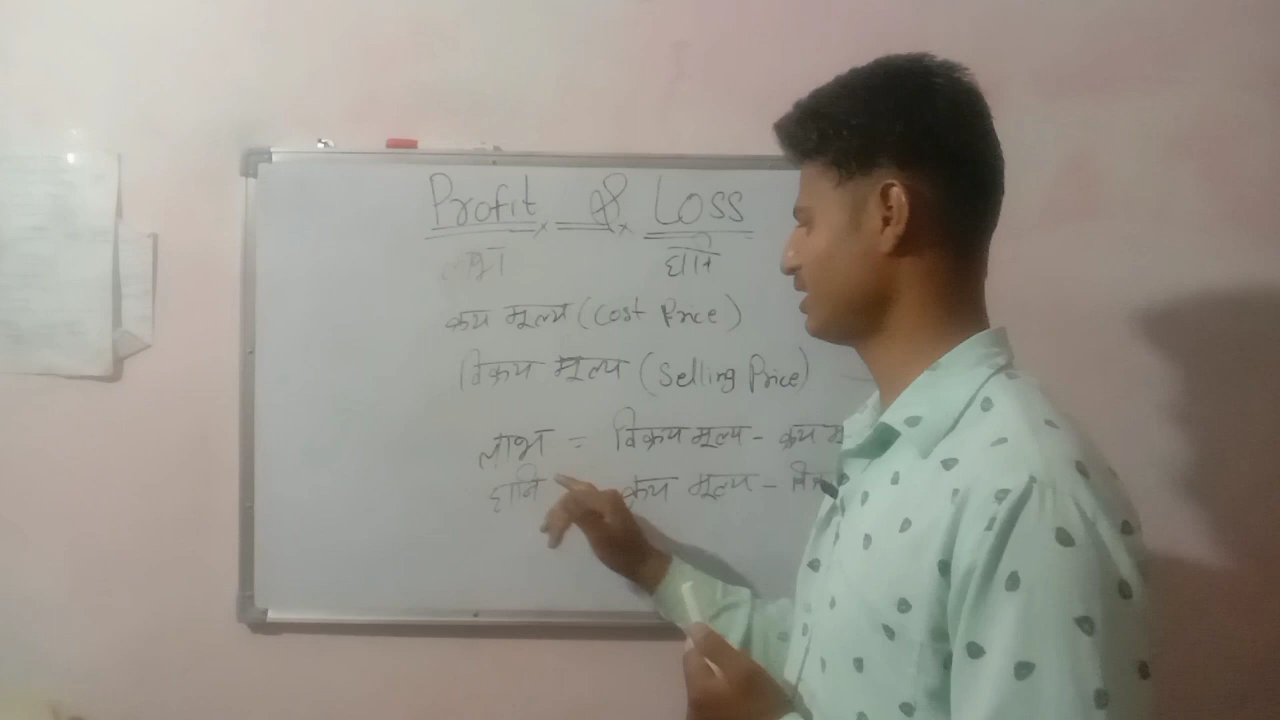 Profit & Loss
लाभ हानि
क्रय मूल्य (Cost Price)
विक्रय मूल्य (Selling Price)
लाभ = विक्रय मूल्य - क्रय
हानि क्रय मूल्य -